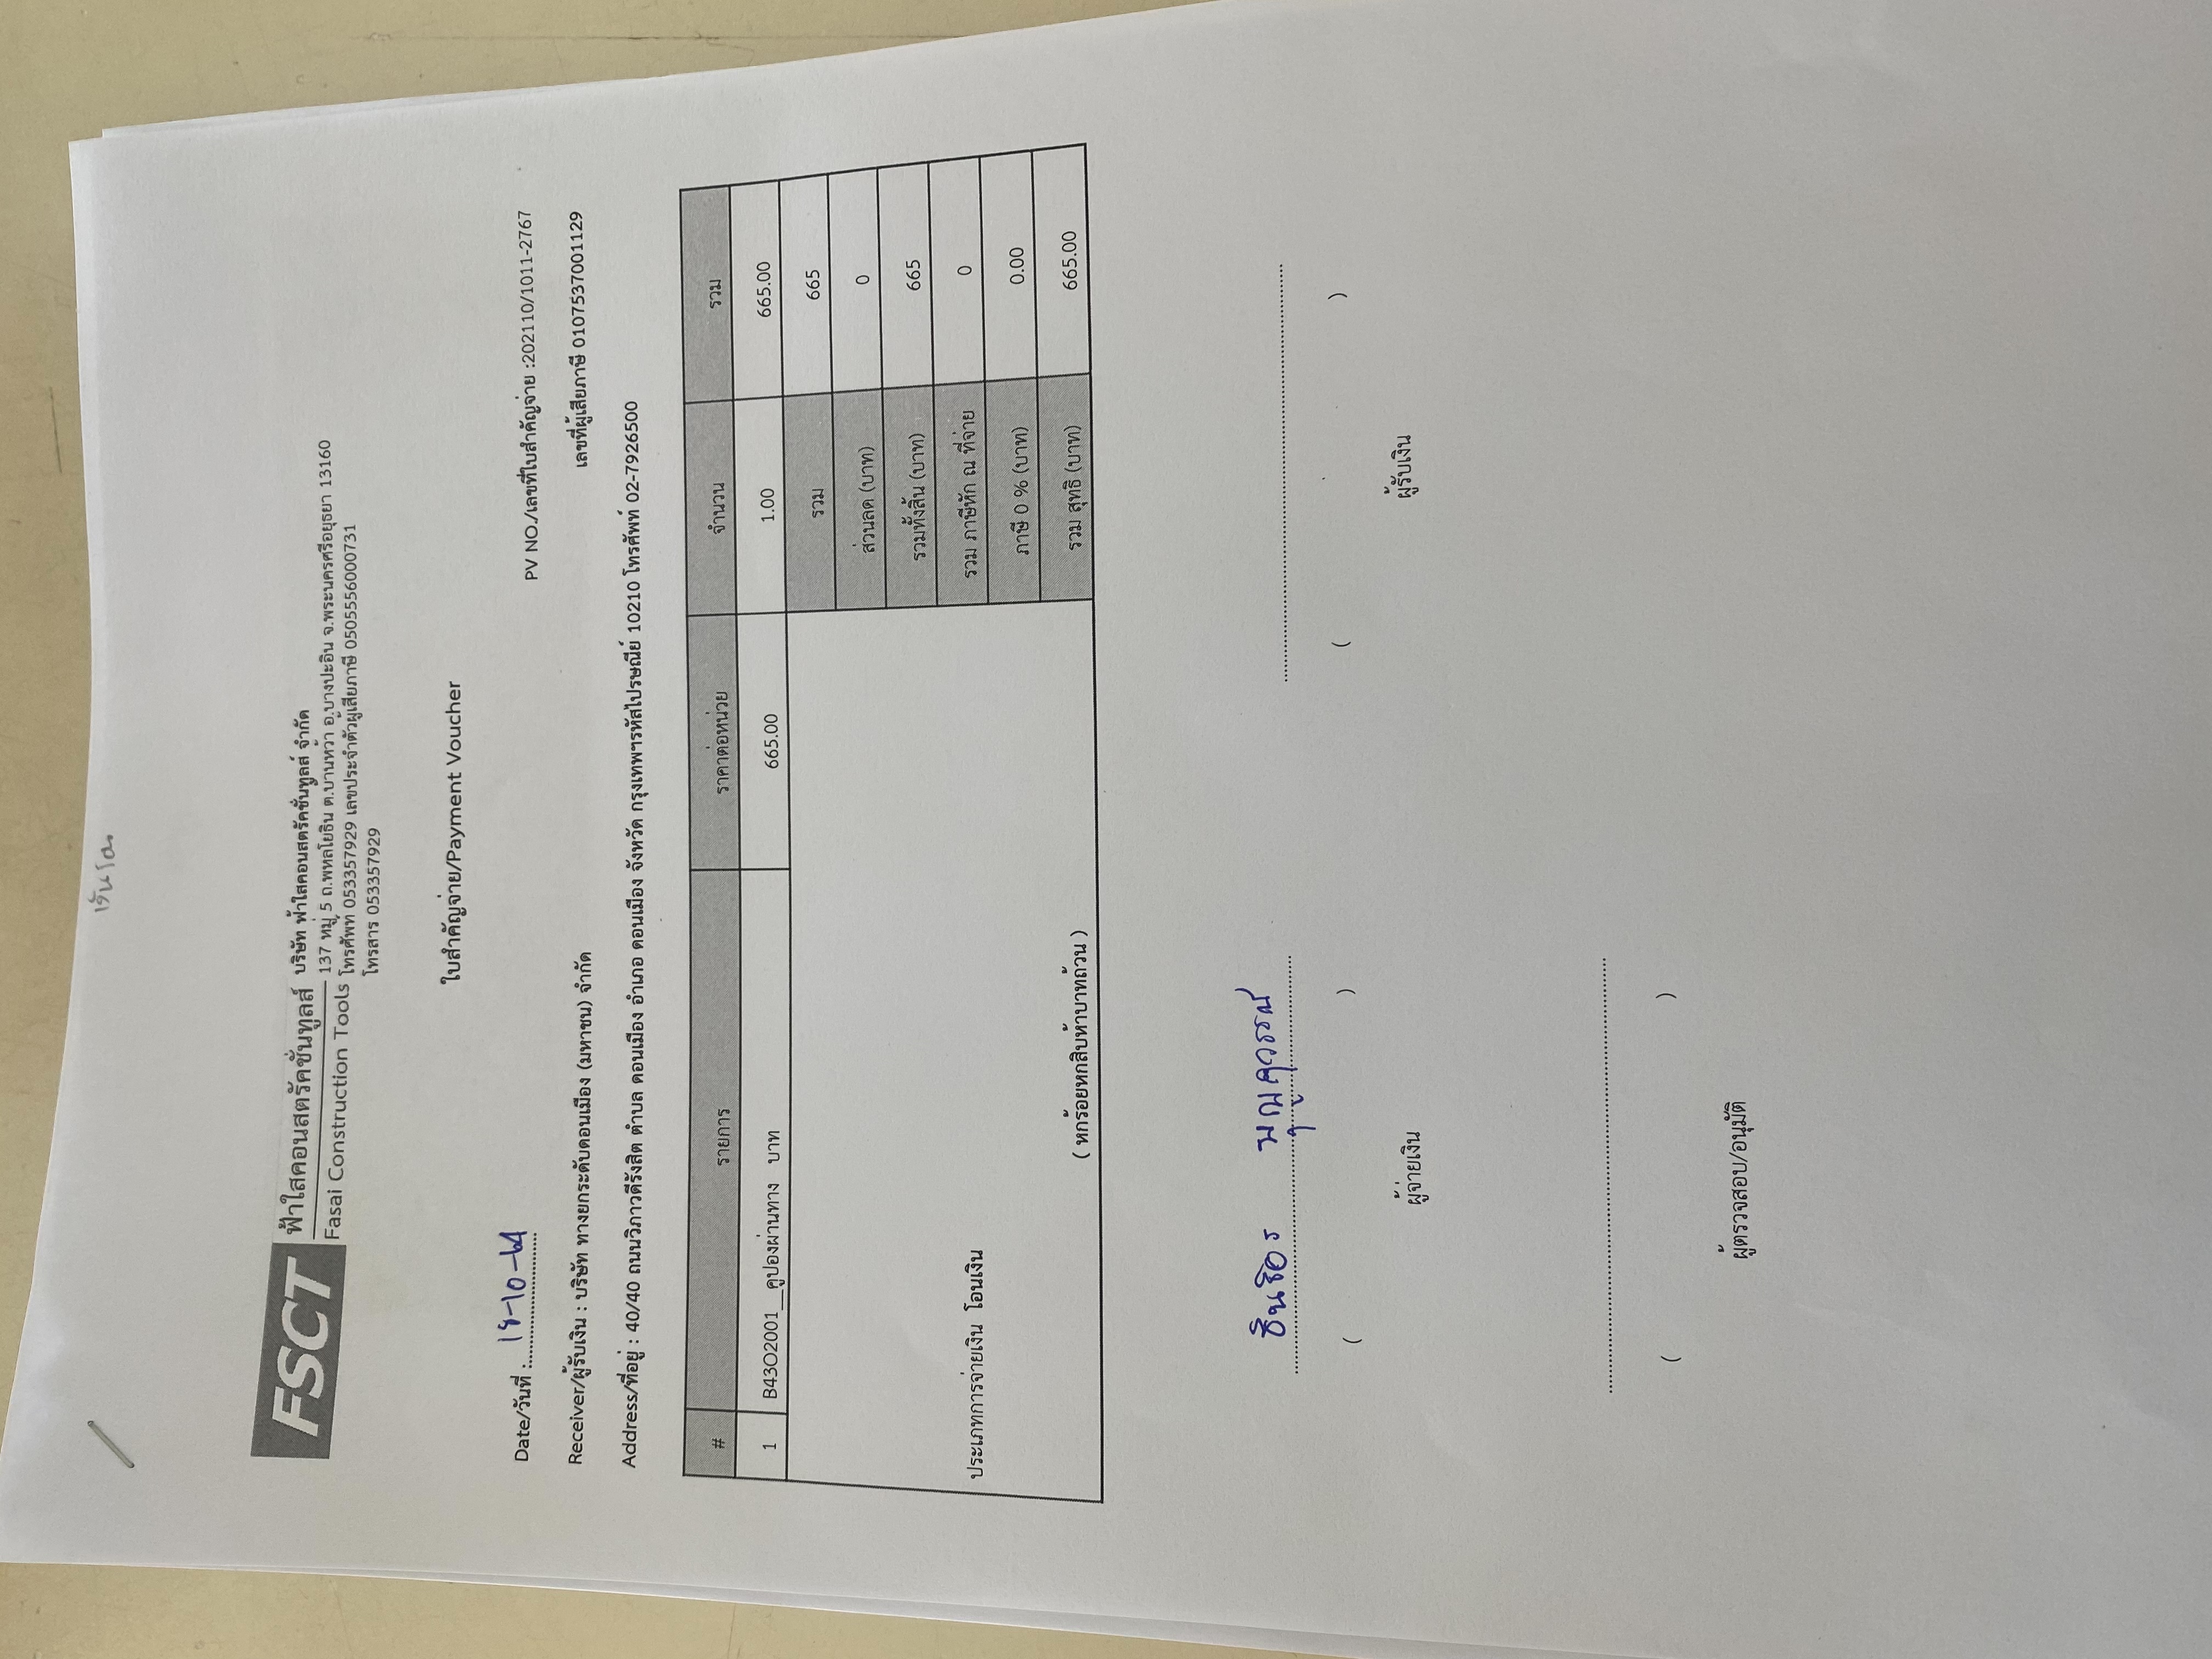 FSCT
ฟ้าใสคอนสตรัคชั่นทูลส์
Fasai Construction Tools
บริษัท ฟ้าใสคอนสตรัคชั่นทูลส์ จำกัด
137 หมู่ 5 ถ.พหลโยธิน ต.บ้านหว้า อ.บางปะอิน จ.พระนครศรีอยุธยา 13160
โทรศัพท์ 053357929 เลขประจำตัวผู้เสียภาษี 0505556000731
โทรสาร 053357929
ใบสำคัญจ่าย/Payment Voucher
Date/วันที่ : 18-10-64 PV NO./เลขที่ใบสำคัญจ่าย :202110/1011-2767
Receiver/ผู้รับเงิน : บริษัท ทางยกระดับดอนเมือง (มหาชน) จำกัด เลขที่ผู้เสียภาษี 0107537001129
Address/ที่อยู่ : 40/40 ถนนวิภาวดีรังสิต ตำบล ดอนเมือง อำเภอ ดอนเมือง จังหวัด กรุงเทพฯรหัสไปรษณีย์ 10210 โทรศัพท์ 02-7926500
# รายการ ราคาต่อหน่วย จำนวน รวม
1 B43O2001__คูปองผ่านทาง บาท 665.00 1.00 665.00
รวม 665
ส่วนลด (บาท) 0
รวมทั้งสิ้น (บาท) 665
ประเภทการจ่ายเงิน โอนเงิน รวม ภาษีหัก ณ ที่จ่าย 0
ภาษี 0 % (บาท) 0.00
( หกร้อยหกสิบห้าบาทถ้วน ) รวม สุทธิ (บาท) 665.00
( ) ( )
ผู้จ่ายเงิน ผู้รับเงิน
( )
ผู้ตรวจสอบ/อนุมัติ